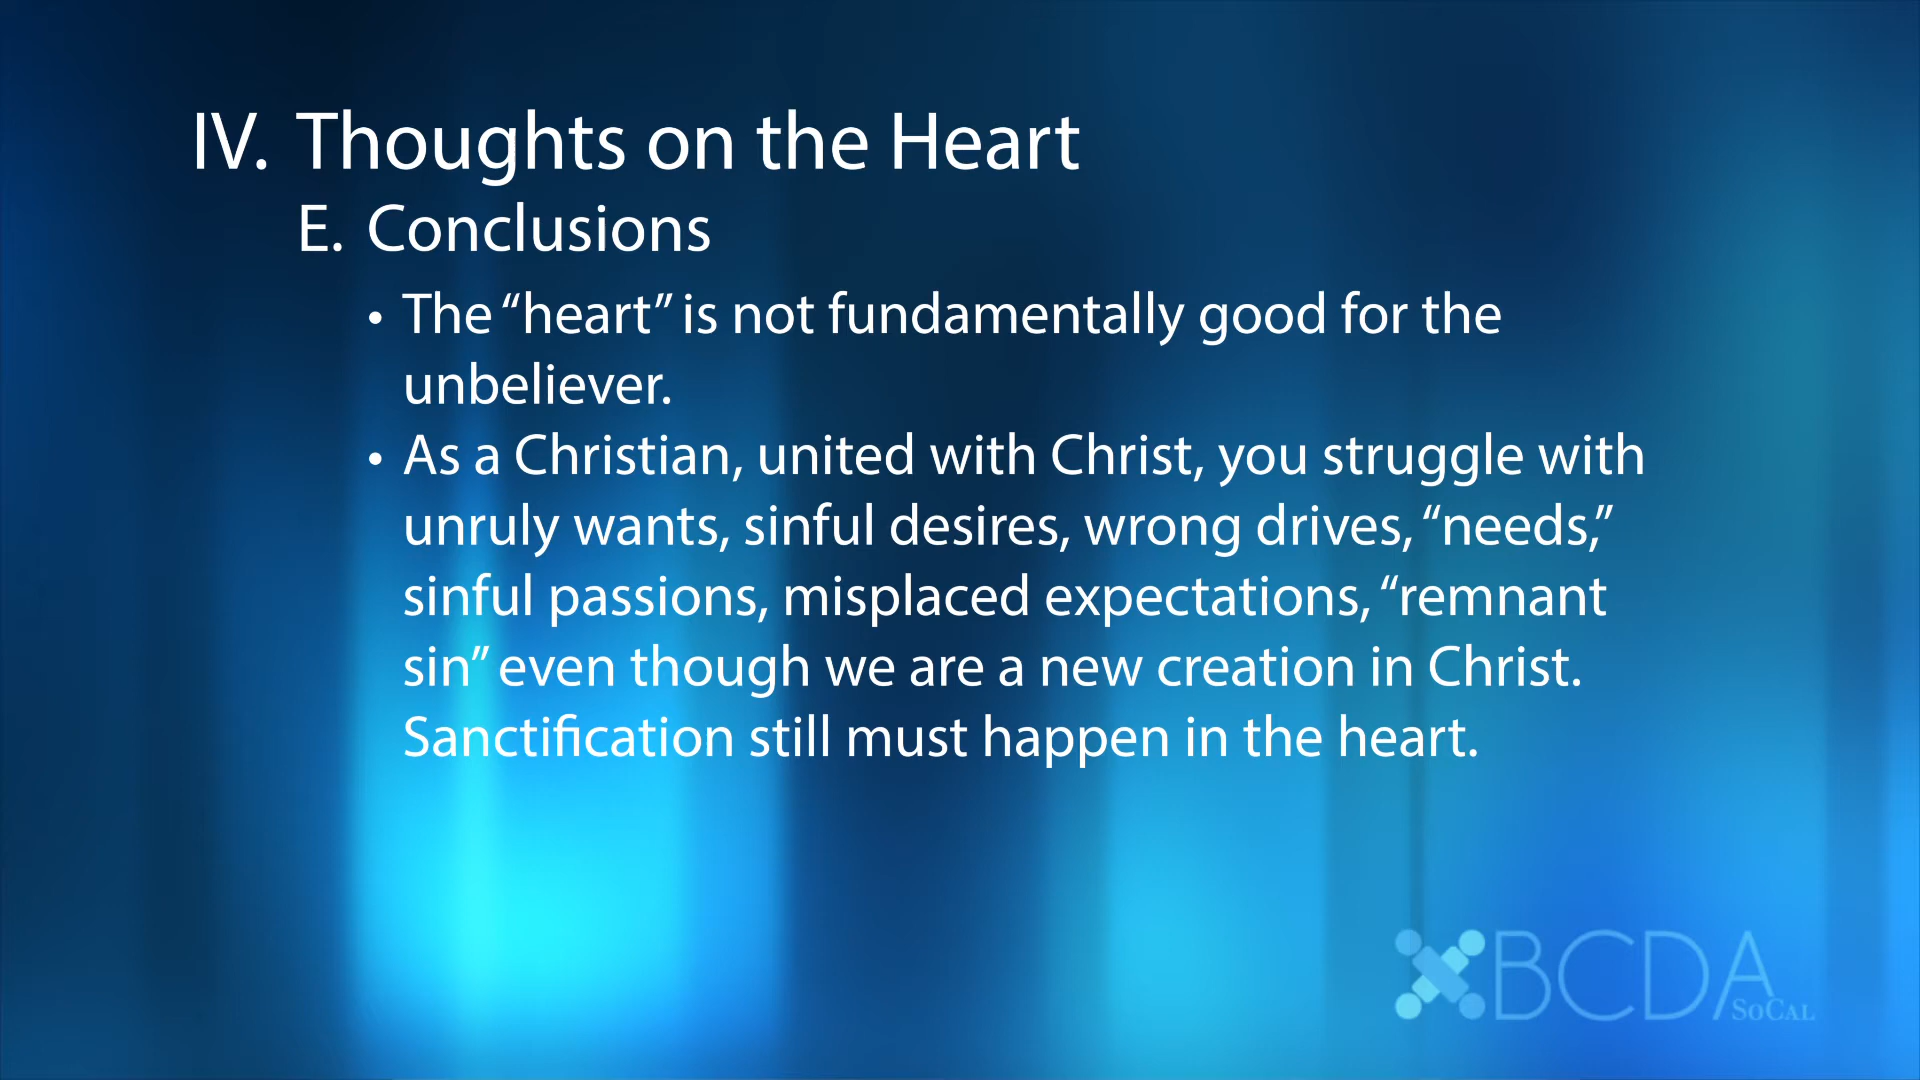 IV. Thoughts on the Heart
E. Conclusions
• The “heart” is not fundamentally good for the
unbeliever.
• As a Christian, united with Christ, you struggle with
unruly wants, sinful desires, wrong drives, “needs,”
sinful passions, misplaced expectations, “remnant
sin” even though we are a new creation in Christ.
Sanctification still must happen in the heart.
BCDA
SoCal